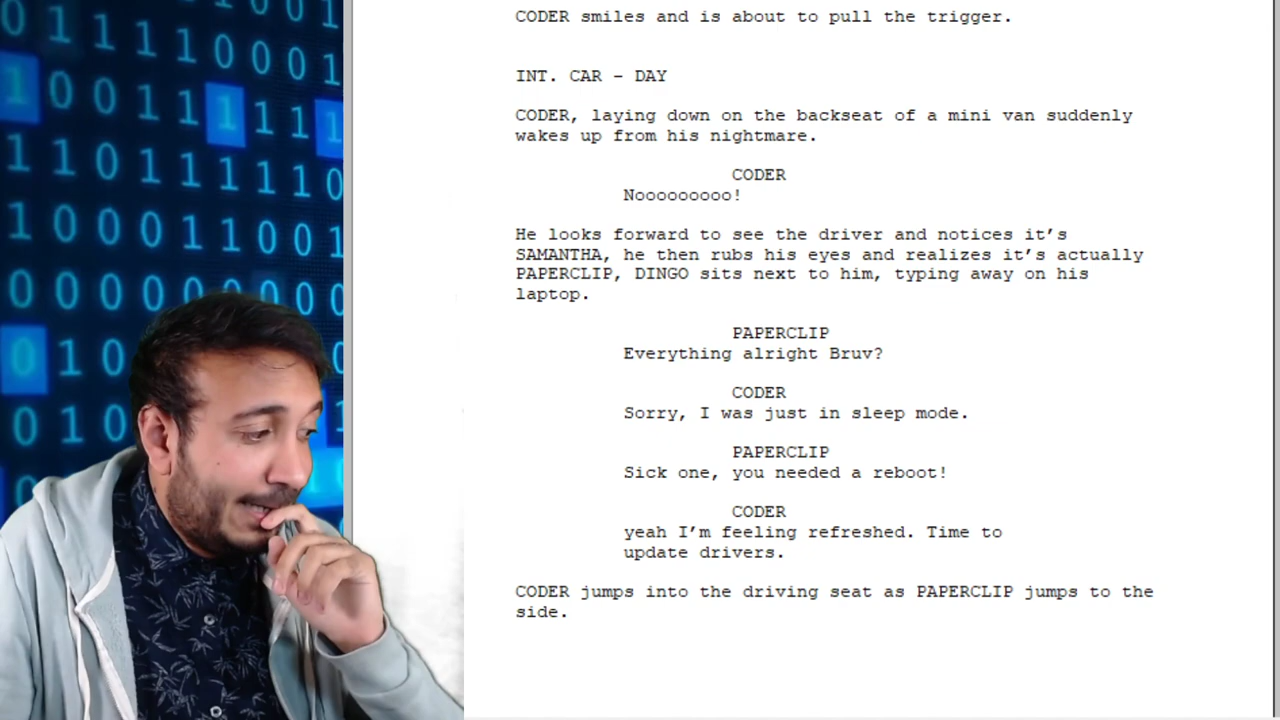 CODER smiles and is about to pull the trigger.
INT. CAR – DAY
CODER, laying down on the backseat of a mini van suddenly
wakes up from his nightmare.
CODER
Nooooooooo!
He looks forward to see the driver and notices it’s
SAMANTHA, he then rubs his eyes and realizes it’s actually
PAPERCLIP, DINGO sits next to him, typing away on his
laptop.
PAPERCLIP
Everything alright Bruv?
CODER
Sorry, I was just in sleep mode.
PAPERCLIP
Sick one, you needed a reboot!
CODER
yeah I’m feeling refreshed. Time to
update drivers.
CODER jumps into the driving seat as PAPERCLIP jumps to the
side.